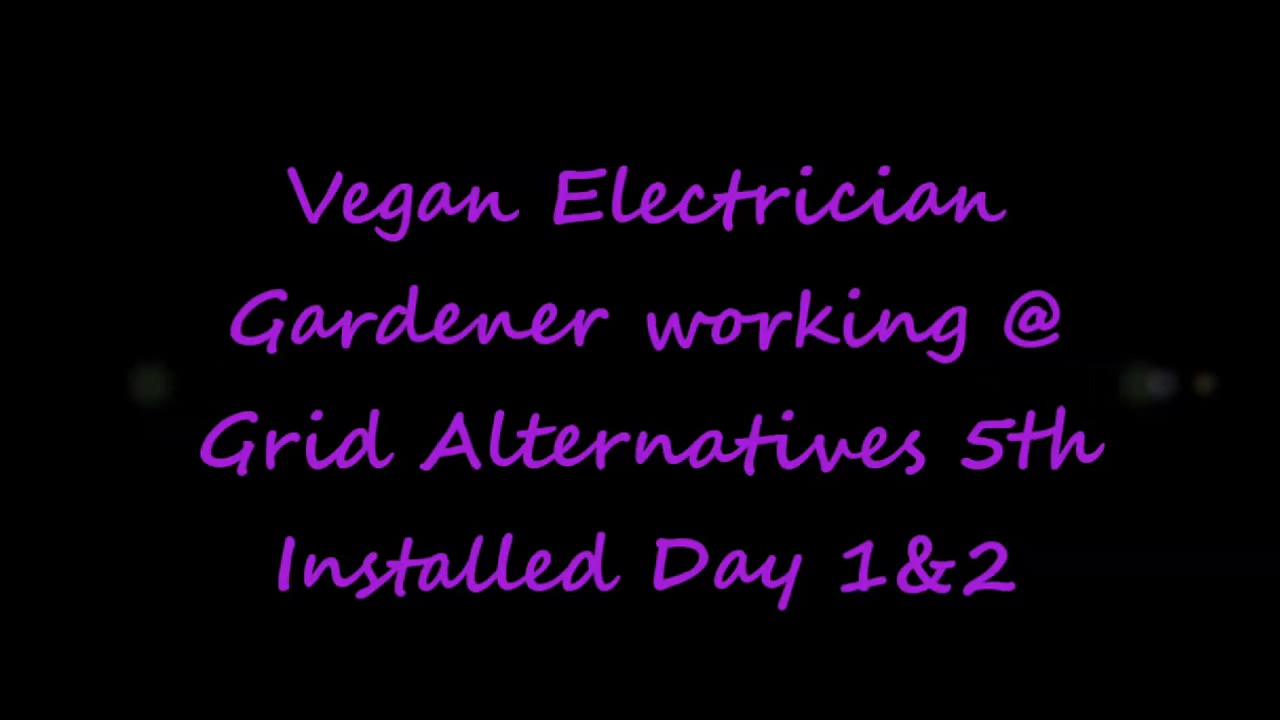 Vegan Electrician
Gardener working @
Grid Alternatives 5th
Installed Day 1&2